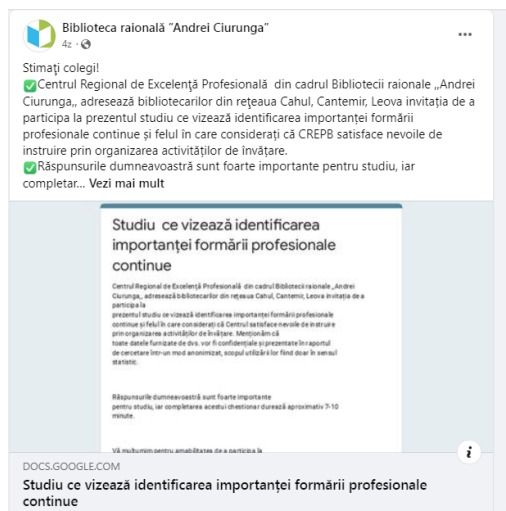 Biblioteca raională "Andrei Ciurunga"
4z ·
Stimați colegi!
✅Centrul Regional de Excelență Profesională din cadrul Bibliotecii raionale ,,Andrei
Ciurunga,, adresează bibliotecarilor din rețeaua Cahul, Cantemir, Leova invitația de a
participa la prezentul studiu ce vizează identificarea importanței formării
profesionale continue și felul în care considerați că CREPB satisface nevoile de
instruire prin organizarea activităților de învățare.
✅Răspunsurile dumneavoastră sunt foarte importante pentru studiu, iar
completar... Vezi mai mult
Studiu ce vizează identificarea
importanței formării profesionale
continue
Centrul Regional de Excelență Profesională din cadrul Bibliotecii raionale ,,Andrei
Ciurunga,, adresează bibliotecarilor din rețeaua Cahul, Cantemir, Leova invitația de a
participa la
prezentul studiu ce vizează identificarea importanței formării profesionale
continue și felul în care considerați că Centrul satisface nevoile de instruire
prin organizarea activităților de învățare. Menționăm că
toate datele furnizate de dvs. vor fi confidențiale și prezentate în raportul
de cercetare într-un mod anonimizat, scopul utilizării lor fiind doar în sensul
statistic.
Răspunsurile dumneavoastră sunt foarte importante
pentru studiu, iar completarea acestui chestionar durează aproximativ 7-10
minute.
Vă mulțumim pentru amabilitatea de a participa la
DOCS.GOOGLE.COM
Studiu ce vizează identificarea importanței formării profesionale
continue